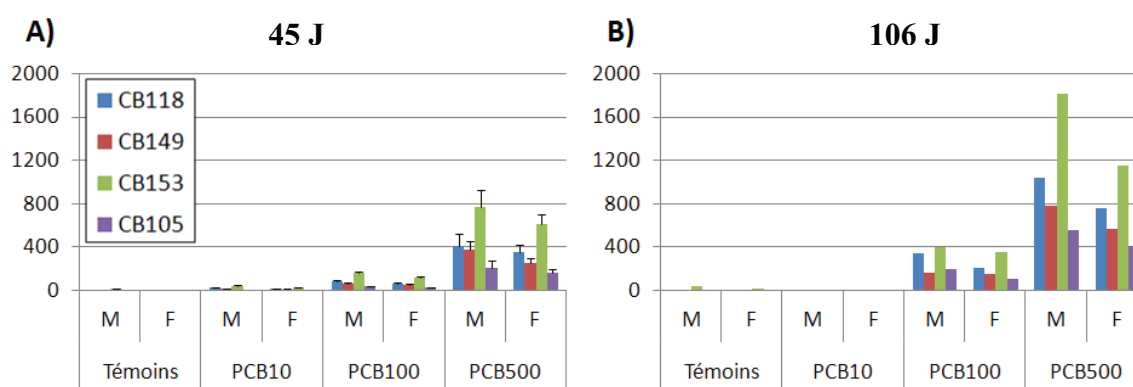 A) 45 J
2000
1600
1200
800
400
0
CB118
CB149
CB153
CB105
M F M F M F M F
Témoins PCB10 PCB100 PCB500
B) 106 J
2000
1600
1200
800
400
0
M F M F M F M F
Témoins PCB10 PCB100 PCB500